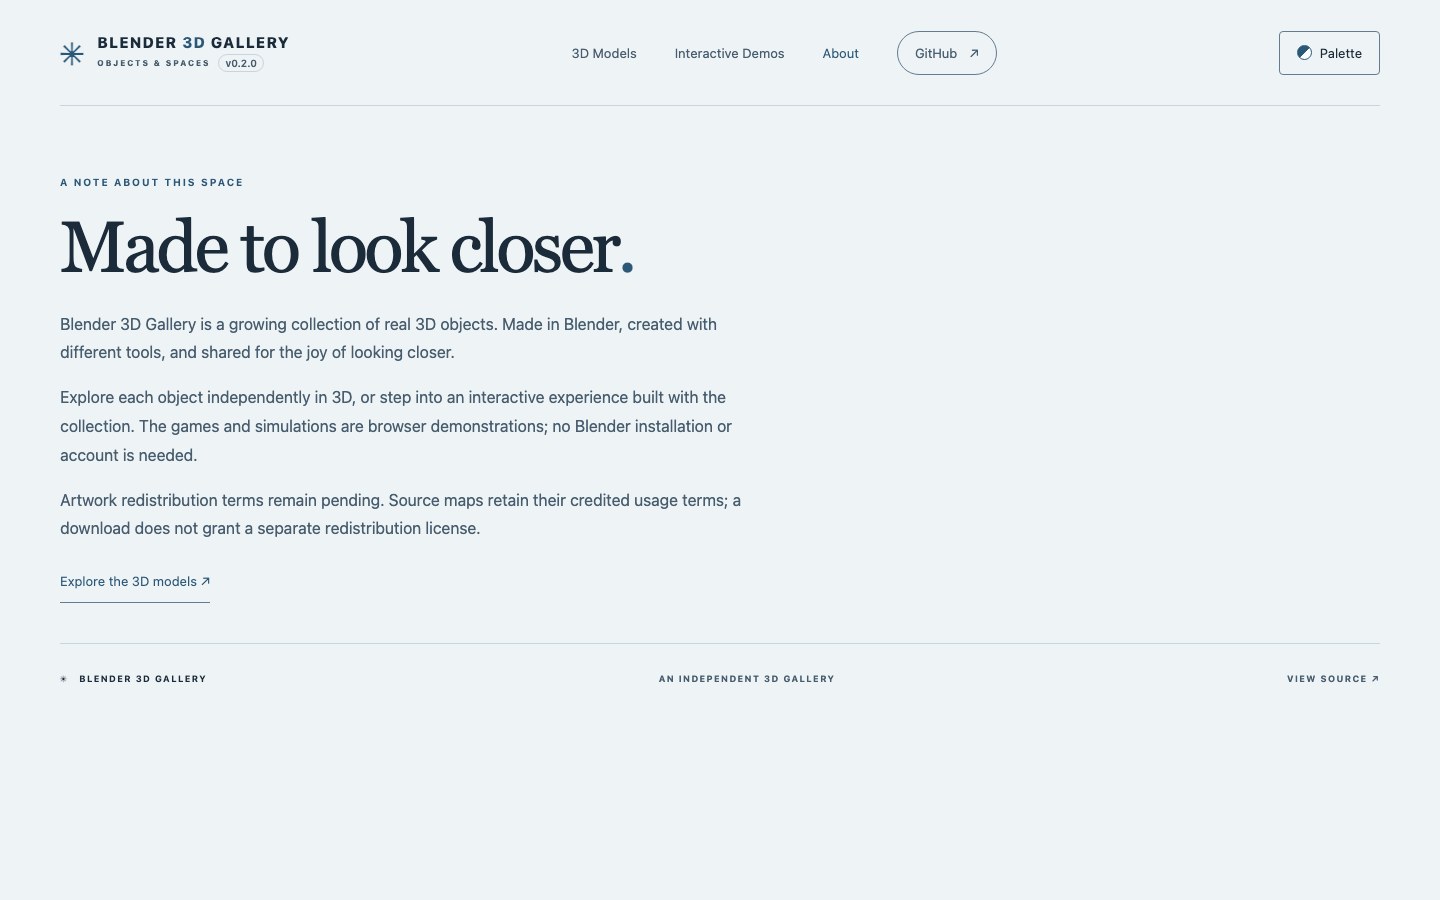 BLENDER 3D GALLERY
OBJECTS & SPACES v0.2.0
3D Models Interactive Demos About GitHub ↗ Palette
A NOTE ABOUT THIS SPACE
Made to look closer.
Blender 3D Gallery is a growing collection of real 3D objects. Made in Blender, created with
different tools, and shared for the joy of looking closer.
Explore each object independently in 3D, or step into an interactive experience built with the
collection. The games and simulations are browser demonstrations; no Blender installation or
account is needed.
Artwork redistribution terms remain pending. Source maps retain their credited usage terms; a
download does not grant a separate redistribution license.
Explore the 3D models ↗
BLENDER 3D GALLERY AN INDEPENDENT 3D GALLERY VIEW SOURCE ↗